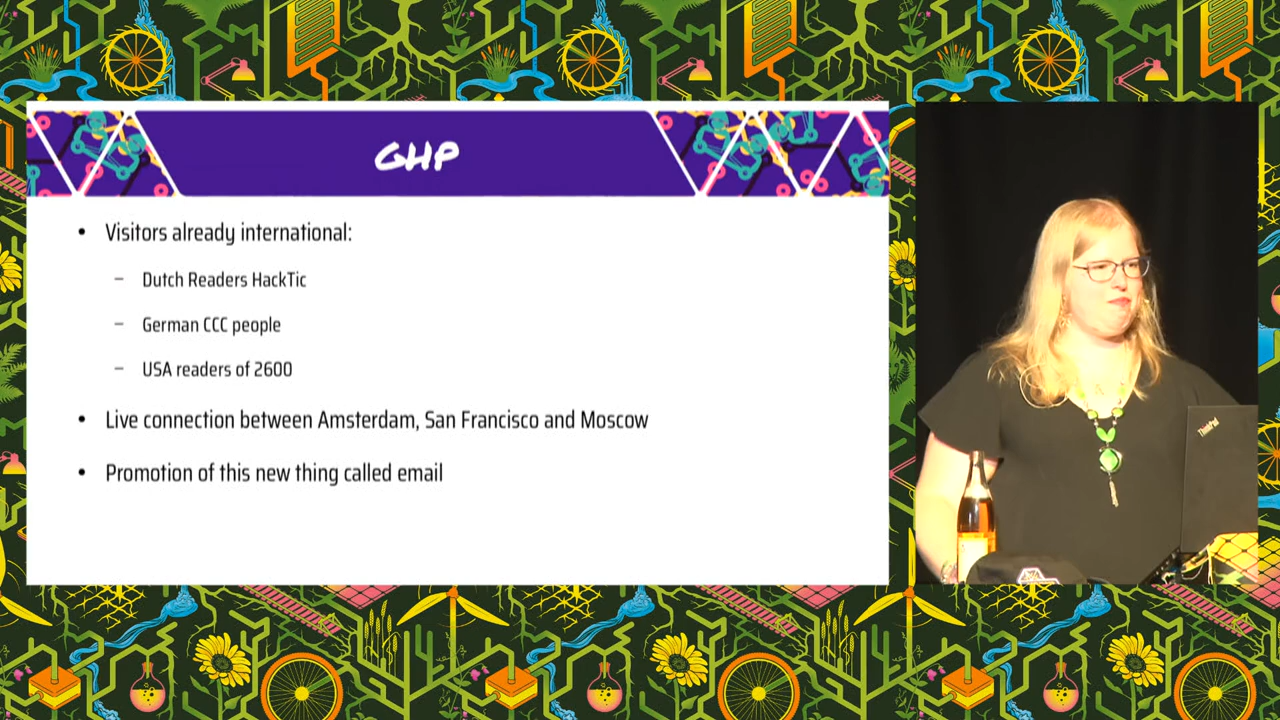 GHP
• Visitors already international:
– Dutch Readers HackTic
– German CCC people
– USA readers of 2600
• Live connection between Amsterdam, San Francisco and Moscow
• Promotion of this new thing called email
ThinkPad